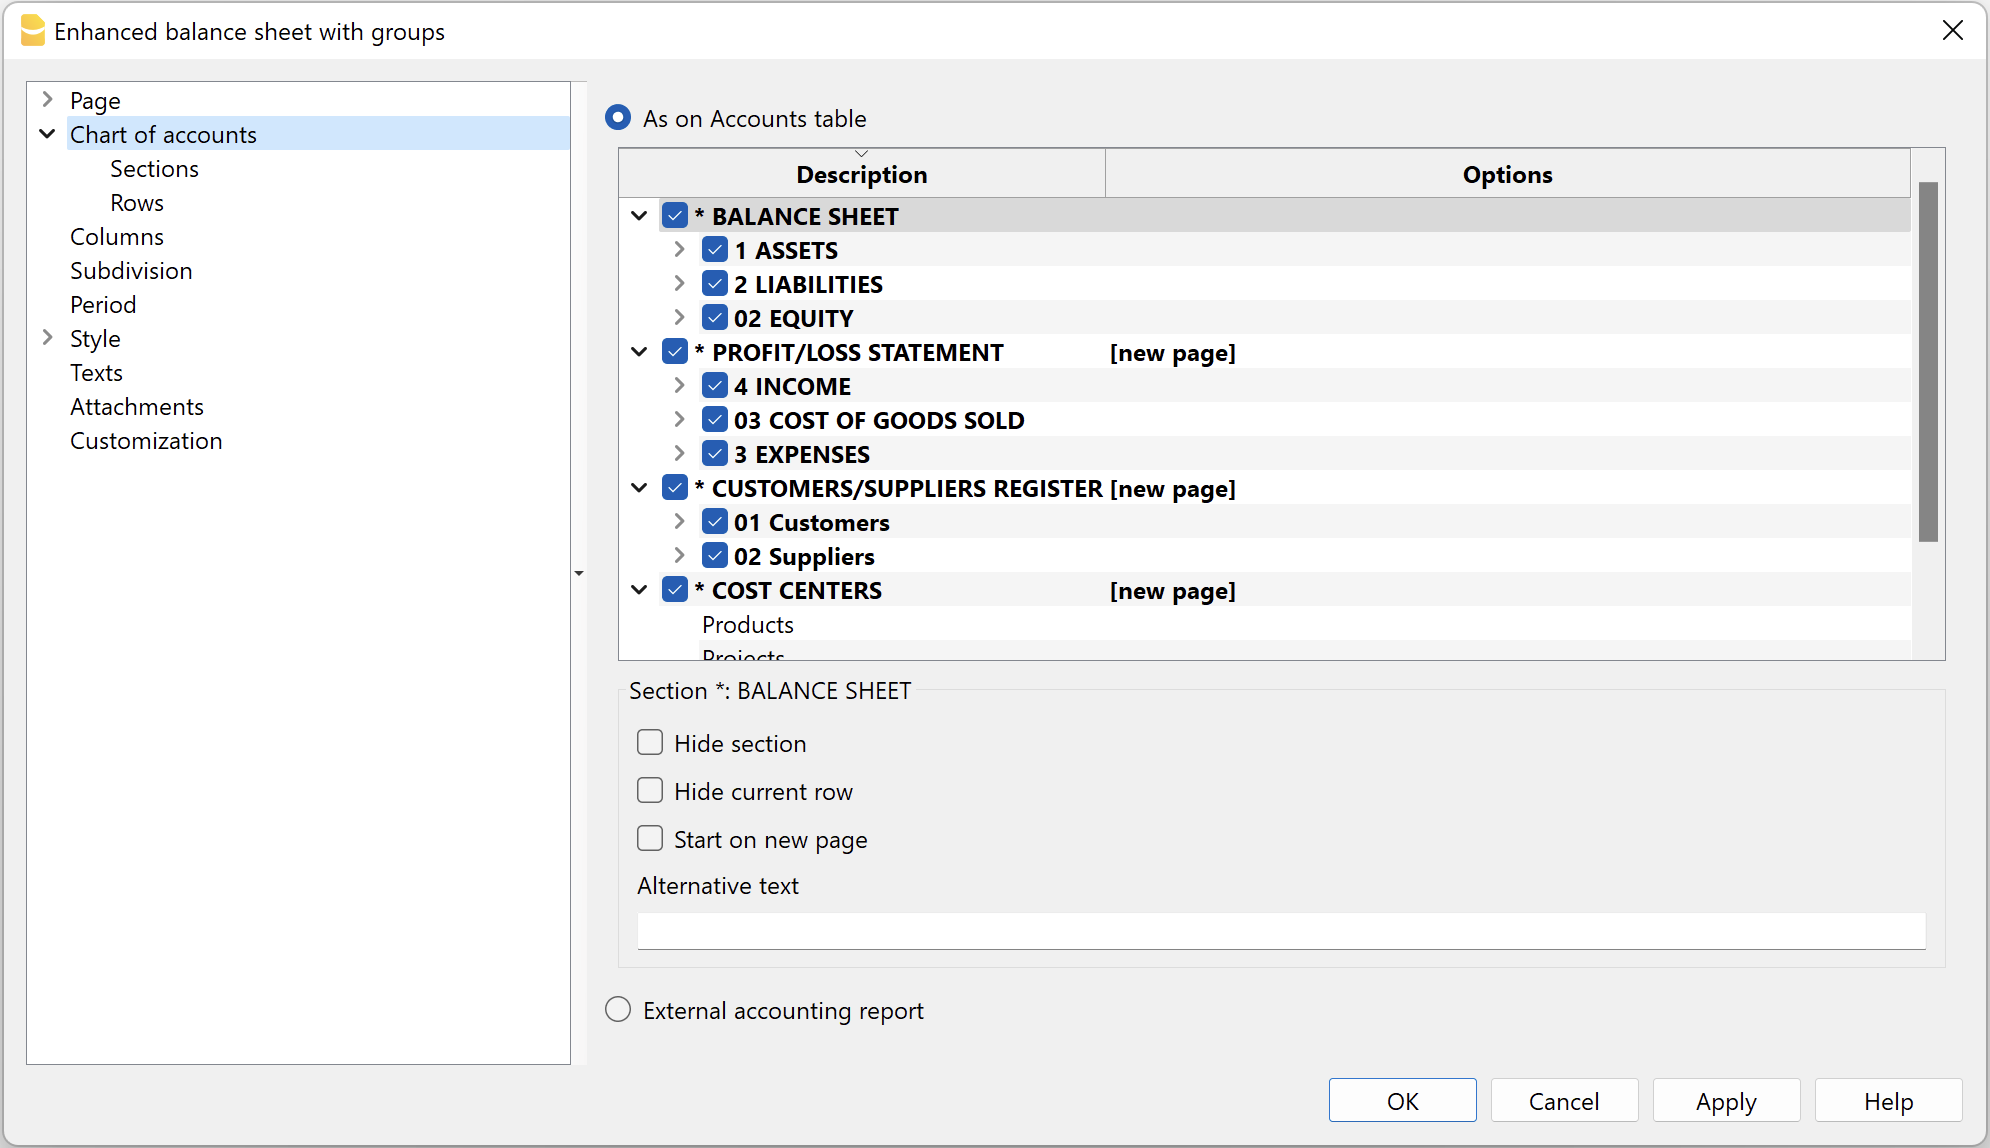 Enhanced balance sheet with groups
Page
Chart of accounts
Sections
Rows
Columns
Subdivision
Period
Style
Texts
Attachments
Customization
As on Accounts table
Description Options
* BALANCE SHEET
1 ASSETS
2 LIABILITIES
02 EQUITY
* PROFIT/LOSS STATEMENT [new page]
4 INCOME
03 COST OF GOODS SOLD
3 EXPENSES
* CUSTOMERS/SUPPLIERS REGISTER [new page]
01 Customers
02 Suppliers
* COST CENTERS [new page]
Products
Projects
Section *: BALANCE SHEET
Hide section
Hide current row
Start on new page
Alternative text
External accounting report
OK Cancel Apply Help